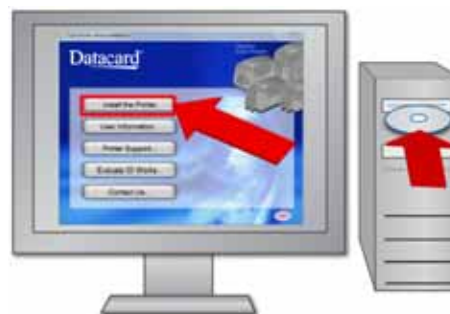 Datacard
Install the Printer
User Information...
Printer Support...
Evaluate ID Works...
Contact Us...